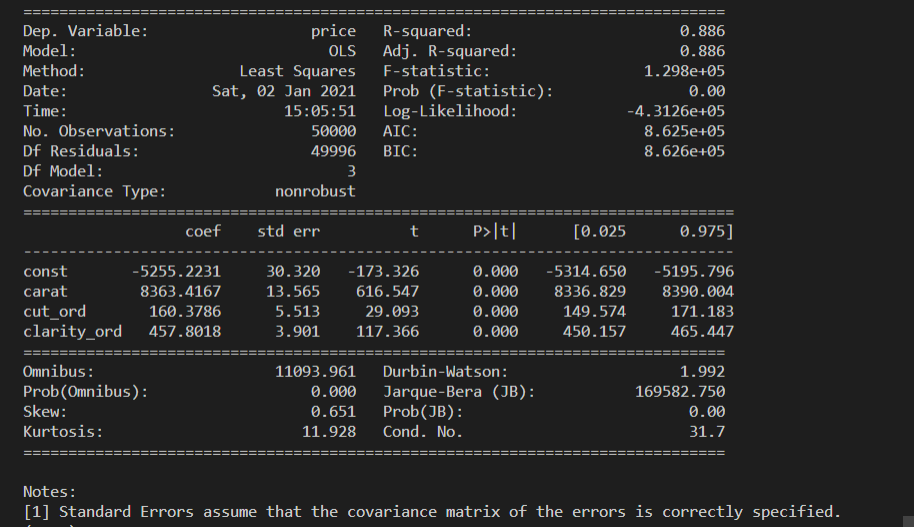 ==============================================================================
Dep. Variable:                  price   R-squared:                       0.886
Model:                            OLS   Adj. R-squared:                  0.886
Method:                 Least Squares   F-statistic:                 1.298e+05
Date:                Sat, 02 Jan 2021   Prob (F-statistic):               0.00
Time:                        15:05:51   Log-Likelihood:            -4.3126e+05
No. Observations:               50000   AIC:                         8.625e+05
Df Residuals:                   49996   BIC:                         8.626e+05
Df Model:                           3
Covariance Type:            nonrobust
===============================================================================
                  coef    std err          t      P>|t|      [0.025      0.975]
-------------------------------------------------------------------------------
const       -5255.2231     30.320   -173.326      0.000   -5314.650   -5195.796
carat        8363.4167     13.565    616.547      0.000    8336.829    8390.004
cut_ord       160.3786      5.513     29.093      0.000     149.574     171.183
clarity_ord   457.8018      3.901    117.366      0.000     450.157     465.447
==============================================================================
Omnibus:                    11093.961   Durbin-Watson:                   1.992
Prob(Omnibus):                  0.000   Jarque-Bera (JB):           169582.750
Skew:                           0.651   Prob(JB):                         0.00
Kurtosis:                      11.928   Cond. No.                         31.7
==============================================================================
Notes:
[1] Standard Errors assume that the covariance matrix of the errors is correctly specified.